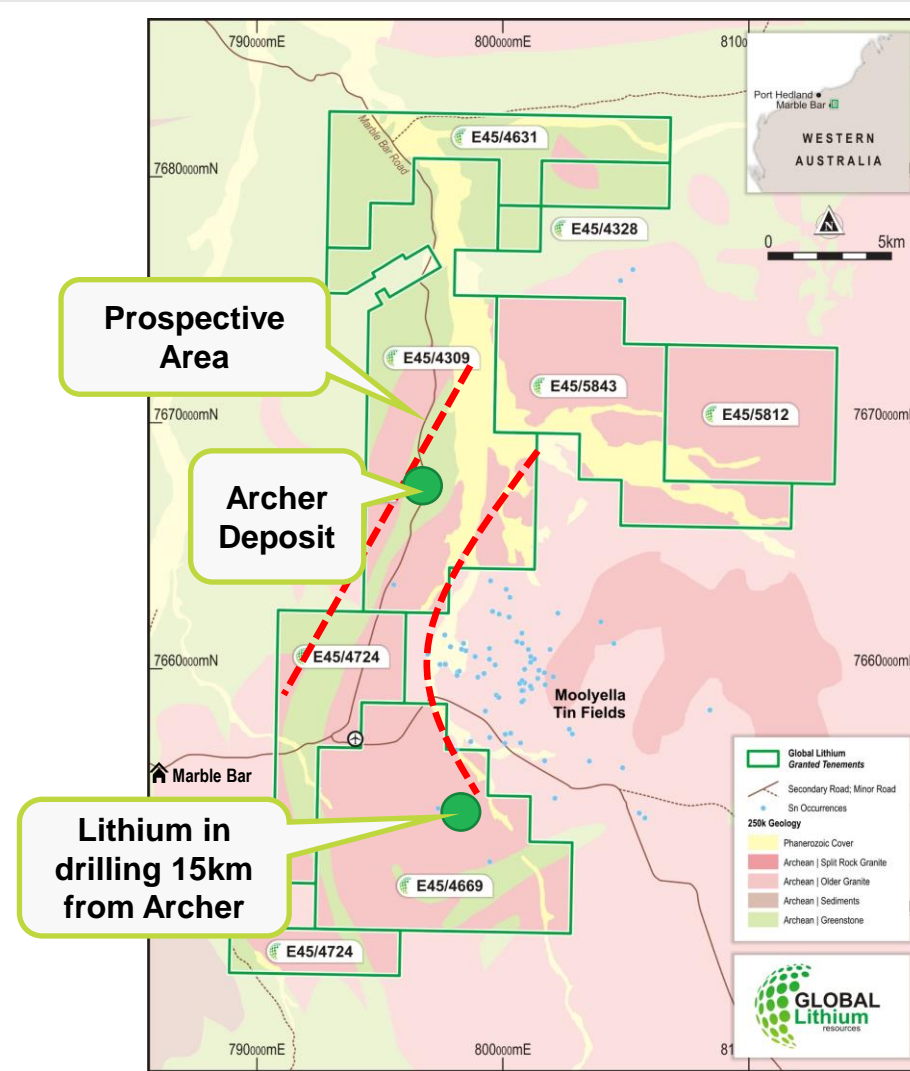 790000mE
800000mE
810
Port Hedland
Marble Bar
WESTERN
AUSTRALIA
N
0
5km
Marble Bar Road
E45/4631
7680000mN
E45/4328
Prospective
Area
E45/4309
E45/5843
E45/5812
7670000mN
7670000m
Archer
Deposit
E45/4724
7660000mN
7660000m
Moolyella
Tin Fields
Marble Bar
Lithium in
drilling 15km
from Archer
E45/4669
E45/4724
Global Lithium
Granted Tenements
Secondary Road; Minor Road
Sn Occurrences
250k Geology
Phanerozoic Cover
Archean | Split Rock Granite
Archean | Older Granite
Archean | Sediments
Archean | Greenstone
GLOBAL
Lithium
resources
790000mE
800000mE
81